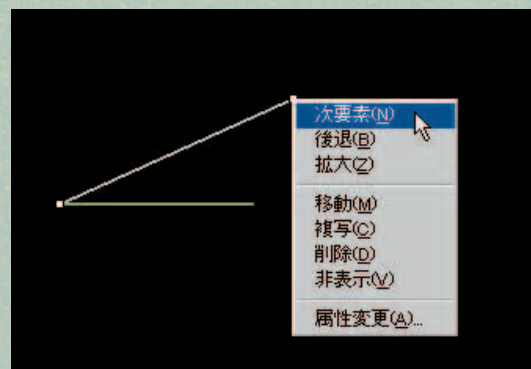 次要素(N)
後退(B)
拡大(Z)
移動(M)
複写(C)
削除(D)
非表示(V)
属性変更(A)...